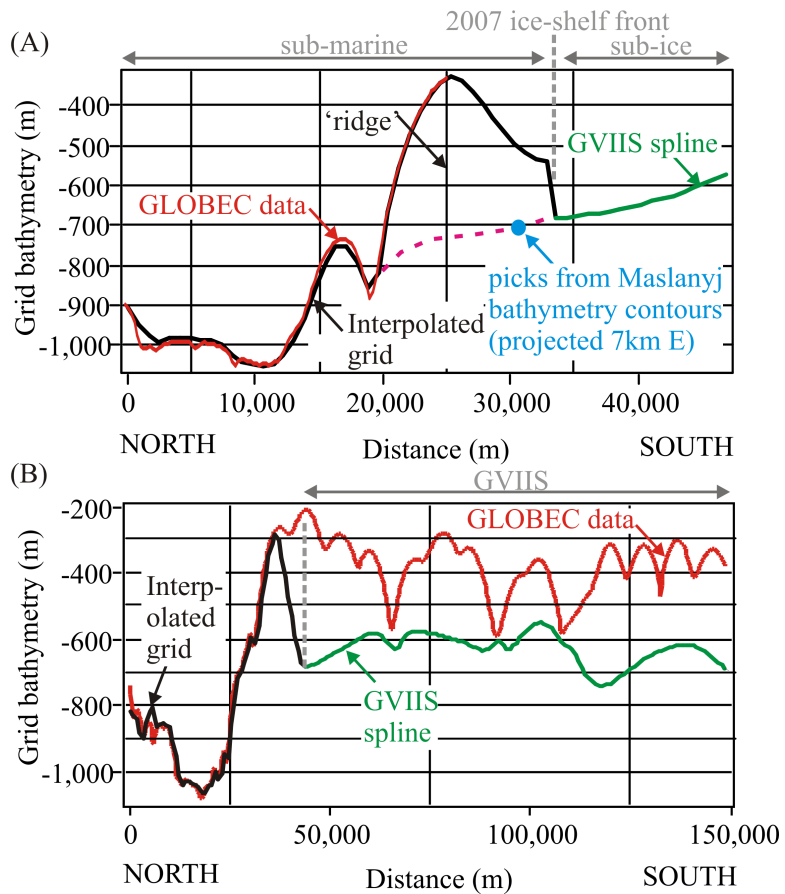 (A)
2007 ice-shelf front
sub-marine
sub-ice
Grid bathymetry (m)
-400
-500
-600
-700
-800
-900
-1,000
‘ridge’
GVIIS spline
GLOBEC data
picks from Maslanyj
bathymetry contours
(projected 7km E)
Interpolated
grid
0
10,000
20,000
30,000
40,000
NORTH
Distance (m)
SOUTH
(B)
GVIIS
Grid bathymetry (m)
-200
-400
-600
-800
-1,000
GLOBEC data
Interp-
olated
grid
GVIIS
spline
0
50,000
100,000
150,000
NORTH
Distance (m)
SOUTH